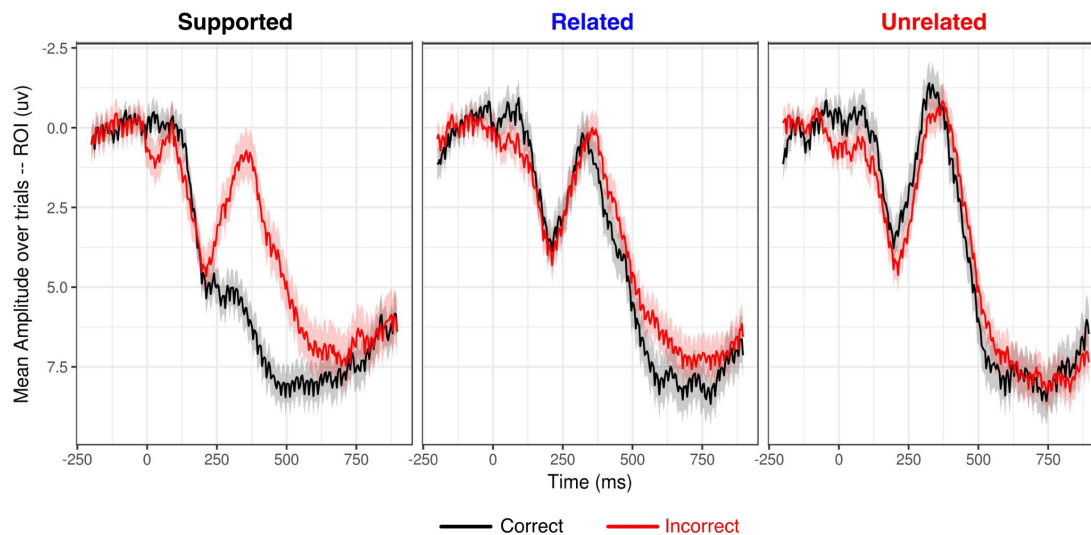 Supported Related Unrelated
Mean Amplitude over trials -- ROI (uv)
-2.5
0.0
2.5
5.0
7.5
-250 0 250 500 750 -250 0 250 500 750 -250 0 250 500 750
Time (ms)
Correct Incorrect